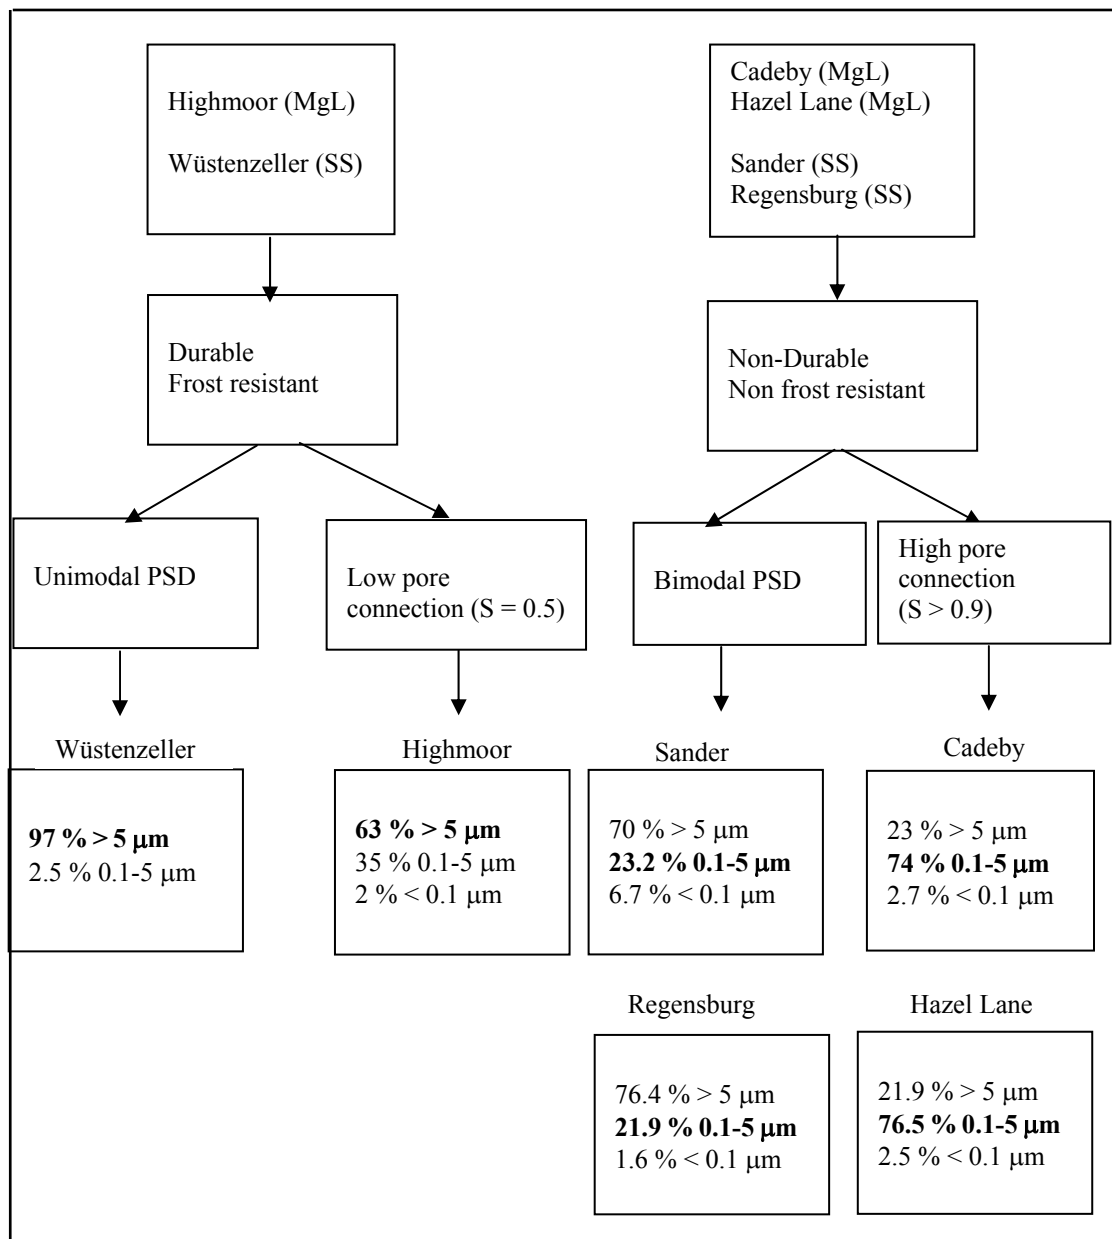 Highmoor (MgL)
Wüstenzeller (SS)
Cadeby (MgL)
Hazel Lane (MgL)
Sander (SS)
Regensburg (SS)
Durable
Frost resistant
Non-Durable
Non frost resistant
Unimodal PSD
Low pore
connection (S = 0.5)
Bimodal PSD
High pore
connection
(S > 0.9)
Wüstenzeller
97 % > 5 μm
2.5 % 0.1-5 μm
Highmoor
63 % > 5 μm
35 % 0.1-5 μm
2 % < 0.1 μm
Sander
70 % > 5 μm
23.2 % 0.1-5 μm
6.7 % < 0.1 μm
Cadeby
23 % > 5 μm
74 % 0.1-5 μm
2.7 % < 0.1 μm
Regensburg
76.4 % > 5 μm
21.9 % 0.1-5 μm
1.6 % < 0.1 μm
Hazel Lane
21.9 % > 5 μm
76.5 % 0.1-5 μm
2.5 % < 0.1 μm